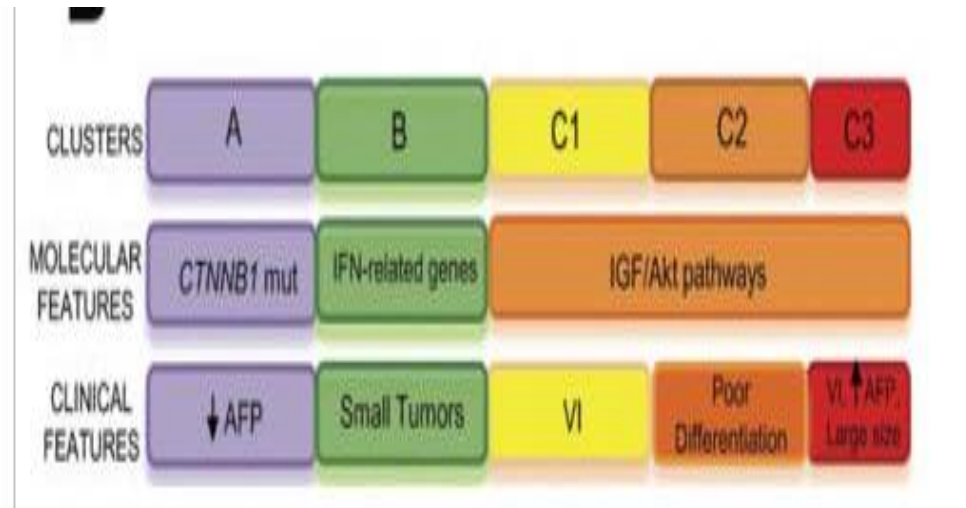 CLUSTERS A B C1 C2 C3
MOLECULAR
FEATURES
CTNNB1 mut IFN-related genes IGF/Akt pathways
CLINICAL
FEATURES
↓ AFP Small Tumors VI
Poor
Differentiation
VI, ↑ AFP,
Large size